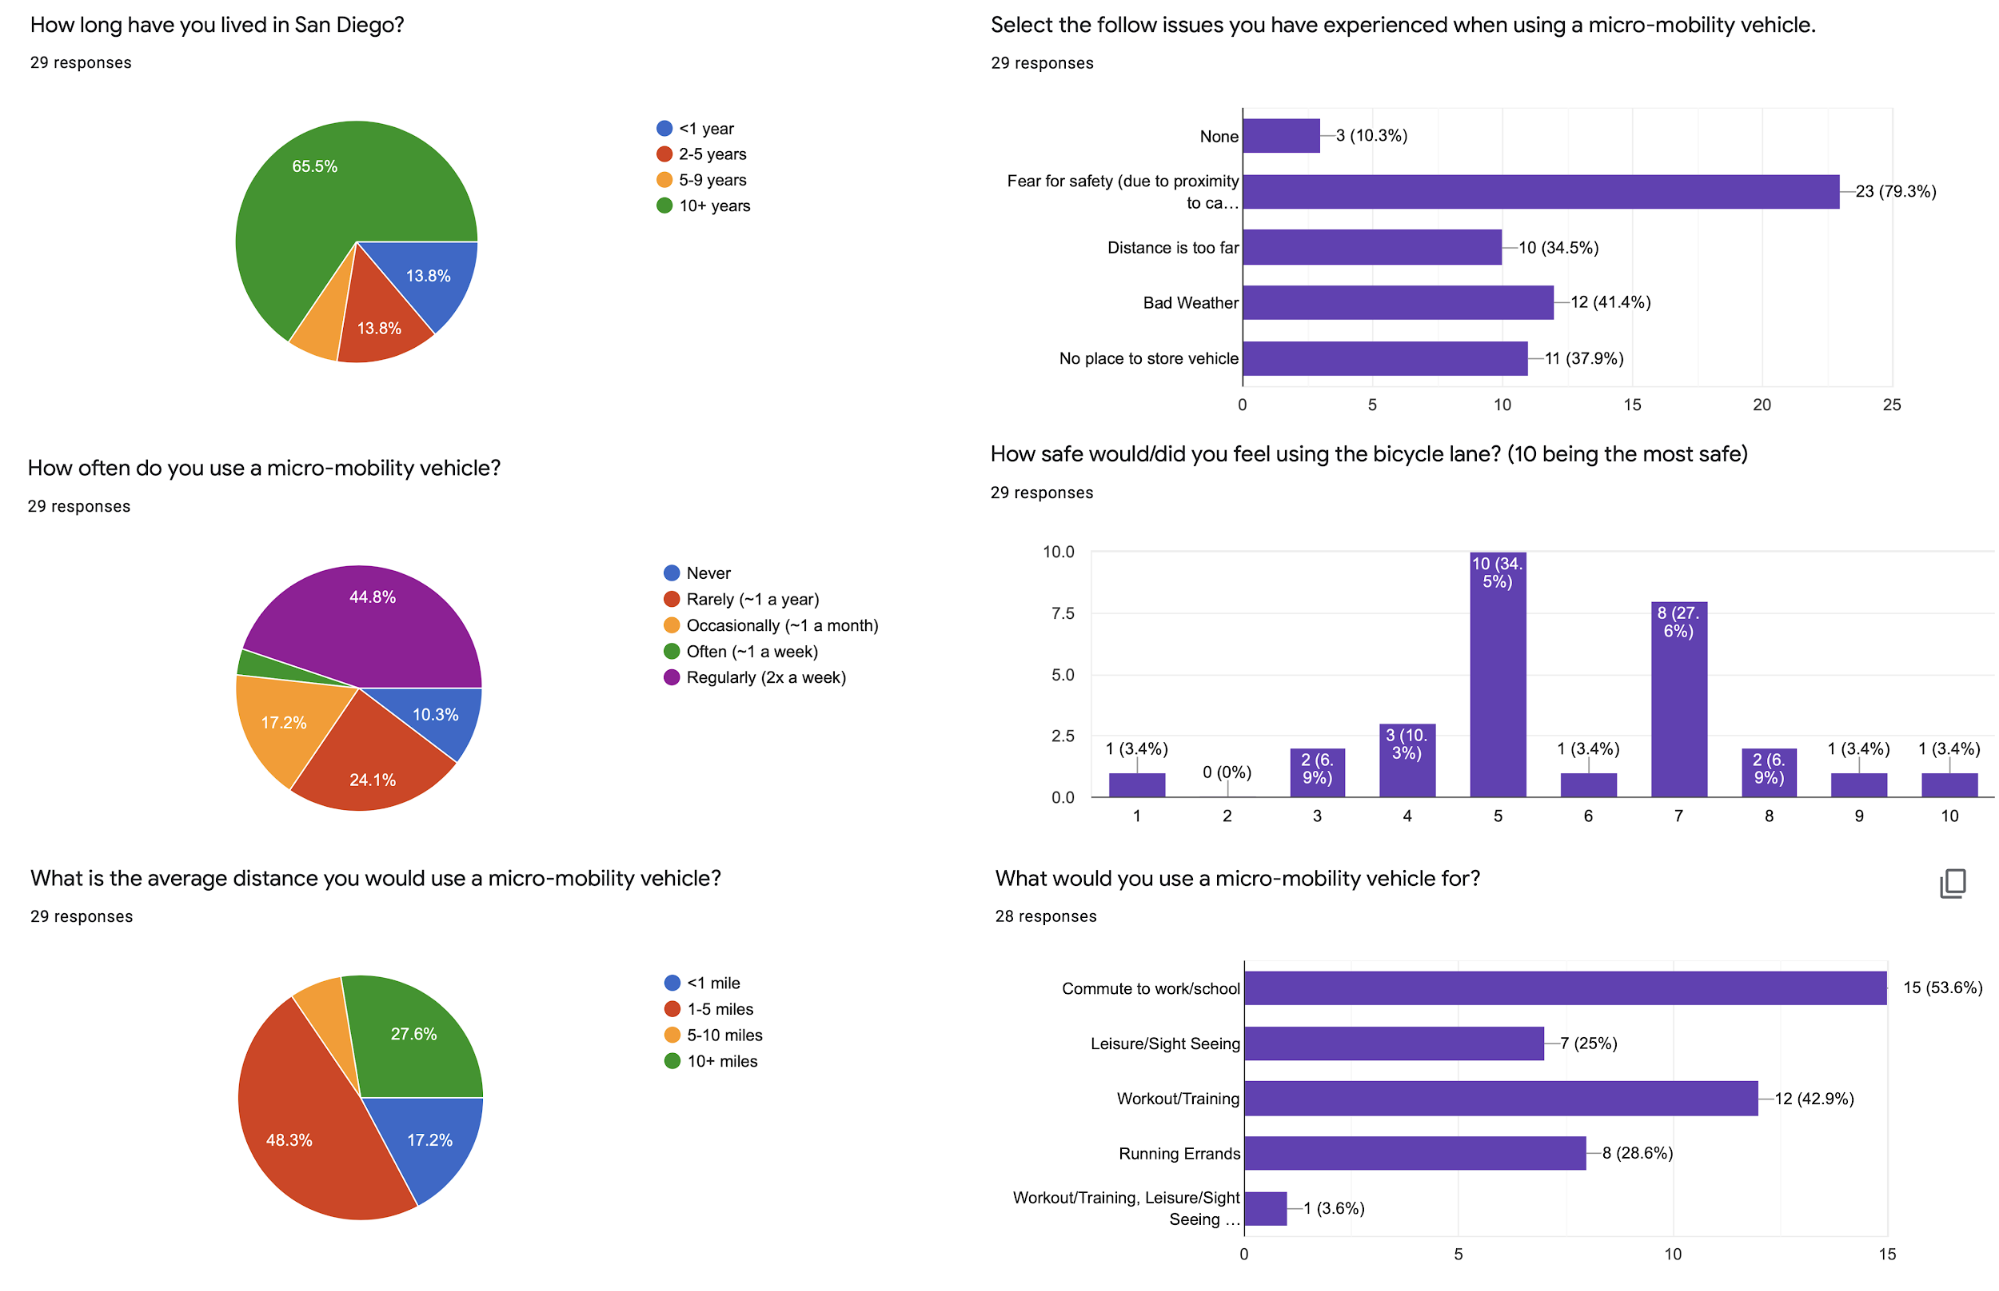 How long have you lived in San Diego?
29 responses
65.5%
13.8%
13.8%
<1 year
2-5 years
5-9 years
10+ years
Select the follow issues you have experienced when using a micro-mobility vehicle.
29 responses
None
3 (10.3%)
Fear for safety (due to proximity
to ca…
23 (79.3%)
Distance is too far
10 (34.5%)
Bad Weather
12 (41.4%)
No place to store vehicle
11 (37.9%)
0 5 10 15 20 25
How often do you use a micro-mobility vehicle?
29 responses
44.8%
10.3%
17.2%
24.1%
Never
Rarely (~1 a year)
Occasionally (~1 a month)
Often (~1 a week)
Regularly (2x a week)
How safe would/did you feel using the bicycle lane? (10 being the most safe)
29 responses
10.0
7.5
5.0
2.5
0.0
1 (3.4%)
0 (0%)
2 (6.
9%)
3 (10.
3%)
10 (34.
5%)
1 (3.4%)
8 (27.
6%)
2 (6.
9%)
1 (3.4%)
1 (3.4%)
1 2 3 4 5 6 7 8 9 10
What is the average distance you would use a micro-mobility vehicle?
29 responses
27.6%
48.3%
17.2%
<1 mile
1-5 miles
5-10 miles
10+ miles
What would you use a micro-mobility vehicle for?
28 responses
Commute to work/school
15 (53.6%)
Leisure/Sight Seeing
7 (25%)
Workout/Training
12 (42.9%)
Running Errands
8 (28.6%)
Workout/Training, Leisure/Sight
Seeing …
1 (3.6%)
0 5 10 15